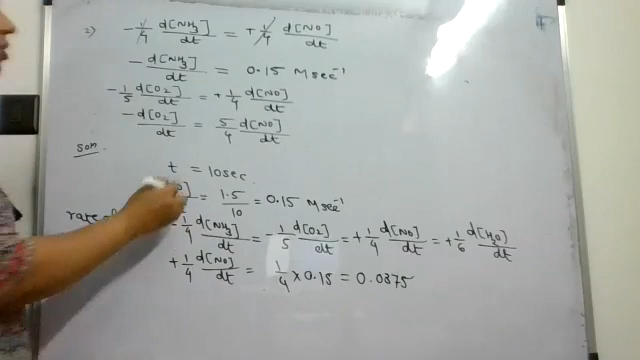 2) -1/4 d[NH3]/dt = +1/4 d[NO]/dt
-d[NH3]/dt = 0.15 M sec⁻¹
-1/5 d[O2]/dt = +1/4 d[NO]/dt
-d[O2]/dt = 5/4 d[NO]/dt
t = 10 sec
= 1.5/10 = 0.15 M sec⁻¹
rate -1/4 d[NH3]/dt = -1/5 d[O2]/dt = +1/4 d[NO]/dt = +1/6 d[H2O]/dt
+1/4 d[NO]/dt = 1/4 × 0.15 = 0.0375